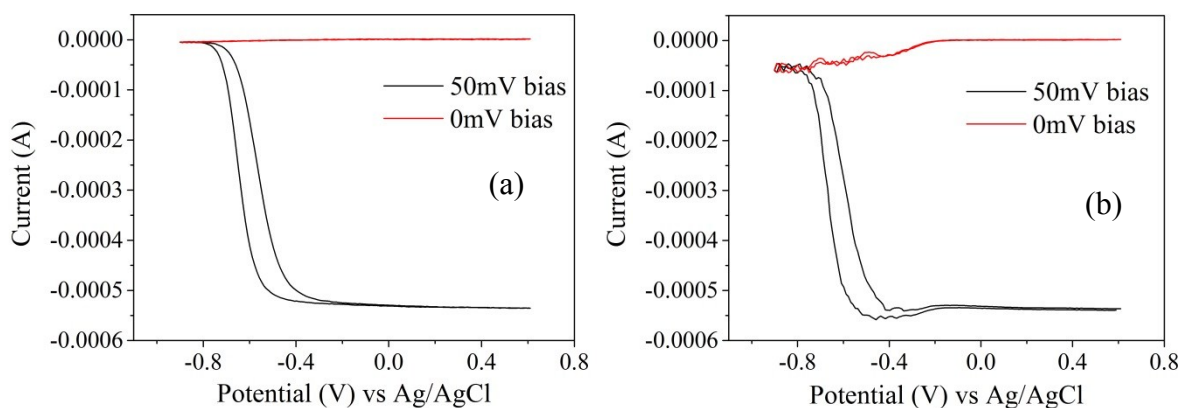 0.0000
-0.0001
-0.0002
-0.0003
-0.0004
-0.0005
-0.0006
Current (A)
50mV bias
0mV bias
(a)
-0.8 -0.4 0.0 0.4 0.8
Potential (V) vs Ag/AgCl
0.0000
-0.0001
-0.0002
-0.0003
-0.0004
-0.0005
-0.0006
Current (A)
50mV bias
0mV bias
(b)
-0.8 -0.4 0.0 0.4 0.8
Potential (V) vs Ag/AgCl